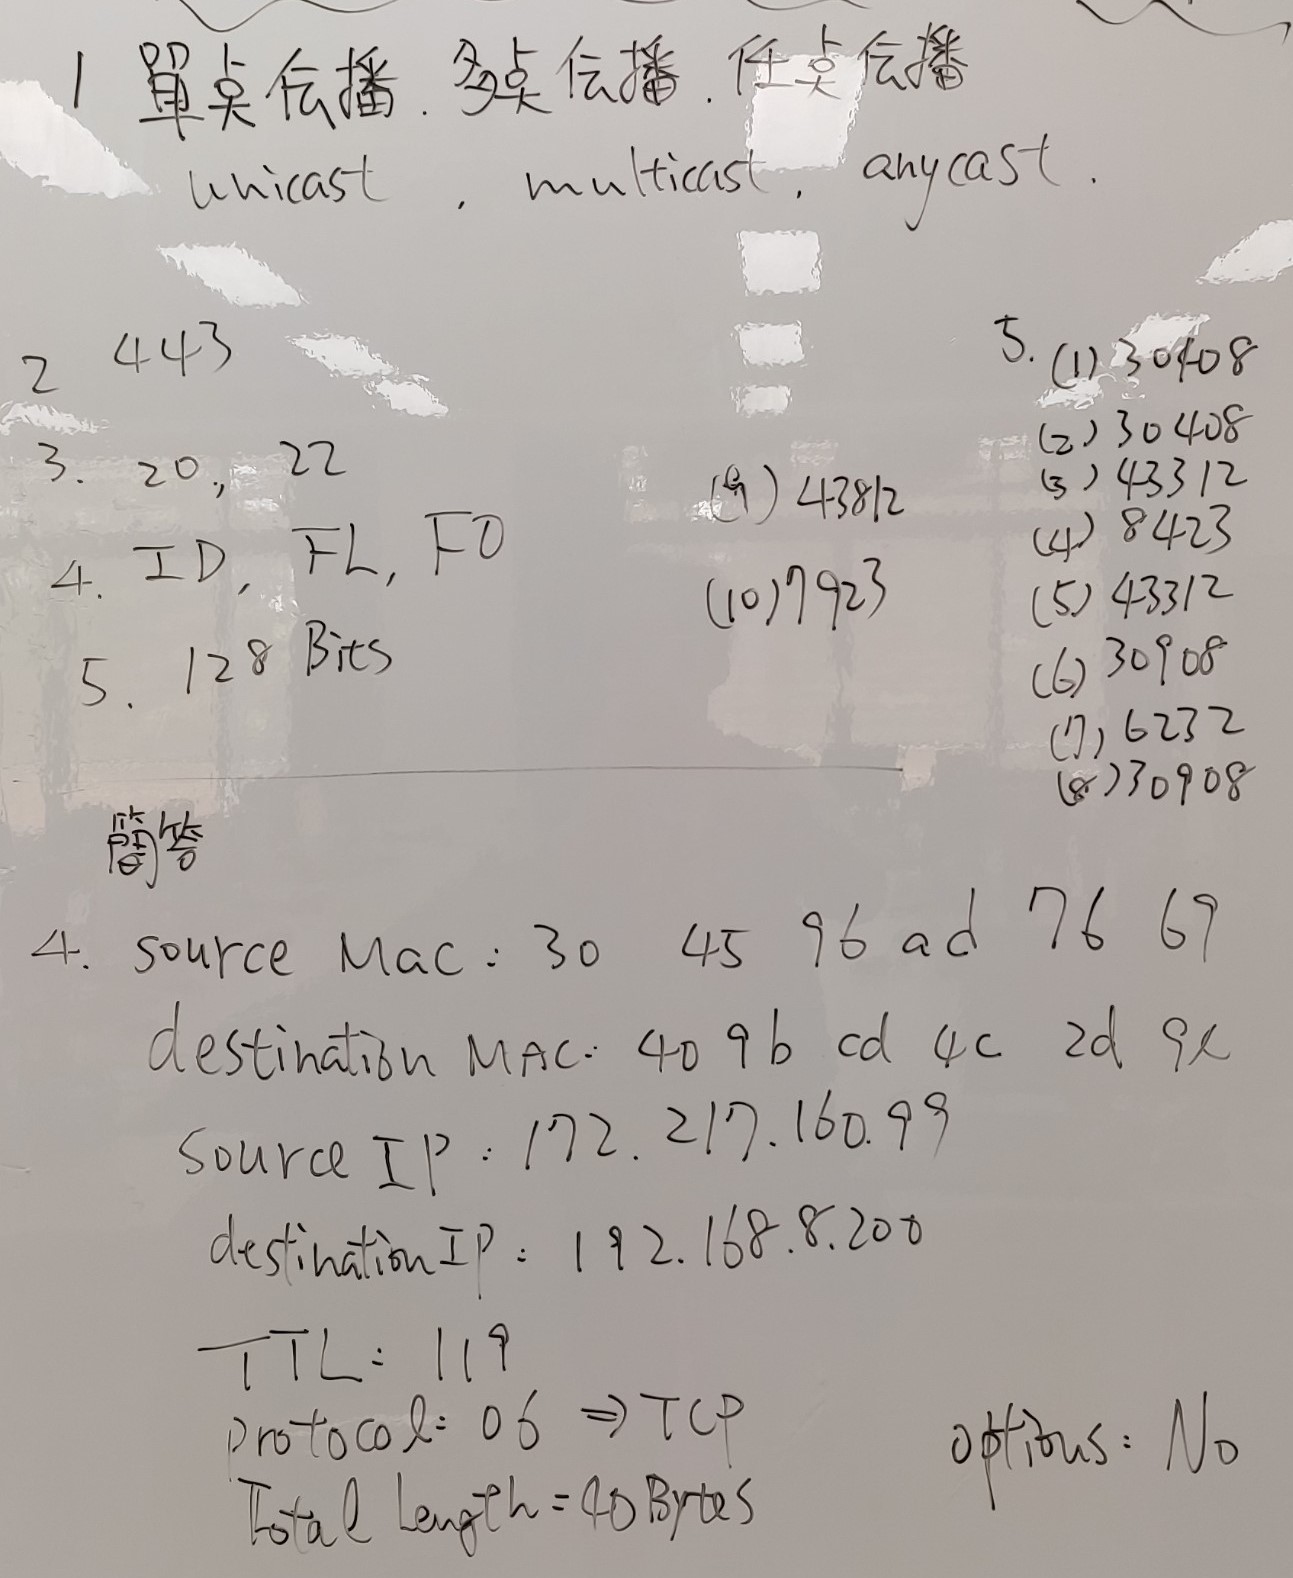 1 單点伝播. 多点伝播. 任点伝播
unicast , multicast, anycast.
2 443
3. 20, 22
4. ID, FL, FO
5. 128 Bits
(9) 43812
(10) 7923
5. (1) 30408
(2) 30408
(3) 43312
(4) 8423
(5) 43312
(6) 30908
(7) 6232
(8) 30908
簡答
4. source Mac: 30 45 96 ad 76 69
destination MAC: 40 9b cd 4c 2d 9e
Source IP: 172.217.160.99
destination IP: 192.168.8.200
TTL: 119
protocol: 06 ⇒ TCP
Total Length = 40 Bytes
options: No